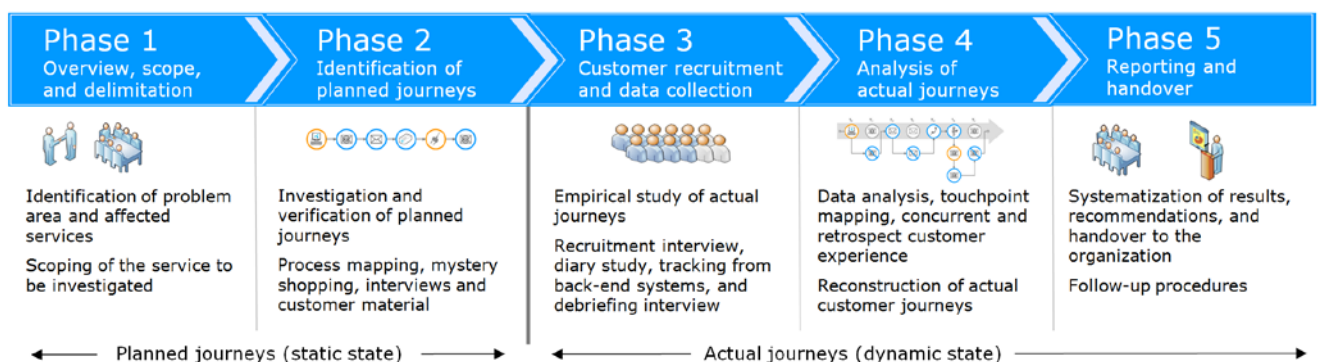 Phase 1
Overview, scope,
and delimitation
Phase 2
Identification of
planned journeys
Phase 3
Customer recruitment
and data collection
Phase 4
Analysis of
actual journeys
Phase 5
Reporting and
handover
Identification of problem
area and affected
services
Scoping of the service to
be investigated
Investigation and
verification of planned
journeys
Process mapping, mystery
shopping, interviews and
customer material
Empirical study of actual
journeys
Recruitment interview,
diary study, tracking from
back-end systems, and
debriefing interview
Data analysis, touchpoint
mapping, concurrent and
retrospect customer
experience
Reconstruction of actual
customer journeys
Systematization of results,
recommendations, and
handover to the
organization
Follow-up procedures
Planned journeys (static state)
Actual journeys (dynamic state)